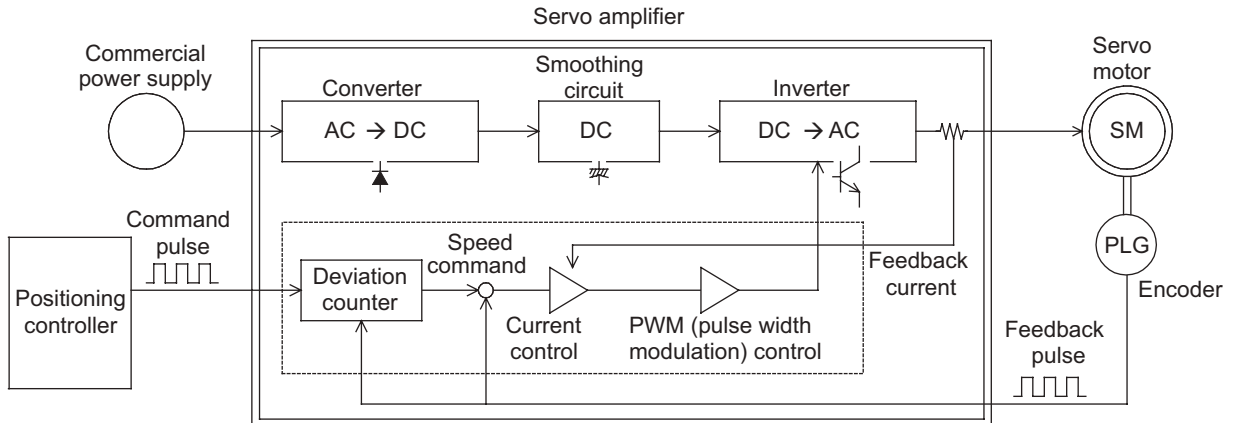 Servo amplifier
Commercial
power supply
Converter
AC → DC
Smoothing
circuit
DC
Inverter
DC → AC
Servo
motor
SM
Command
pulse
Positioning
controller
Deviation
counter
Speed
command
Current
control
PWM (pulse width
modulation) control
Feedback
current
PLG
Encoder
Feedback
pulse